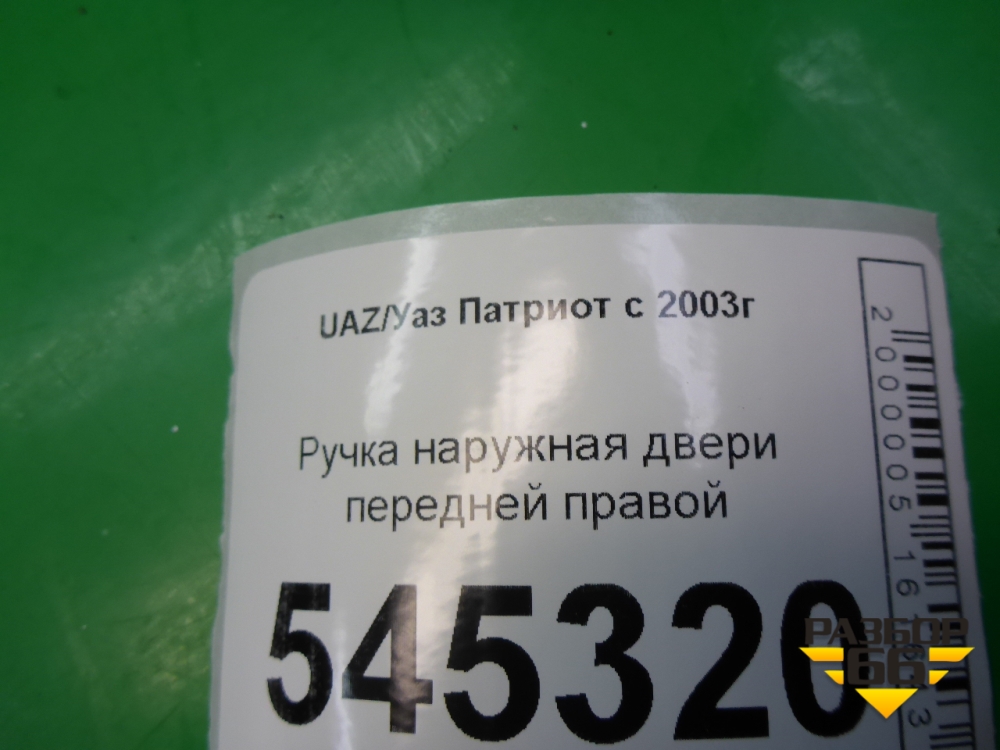 UAZ/Уаз Патриот с 2003г
Ручка наружная двери
передней правой
545320
РАЗБОР
66